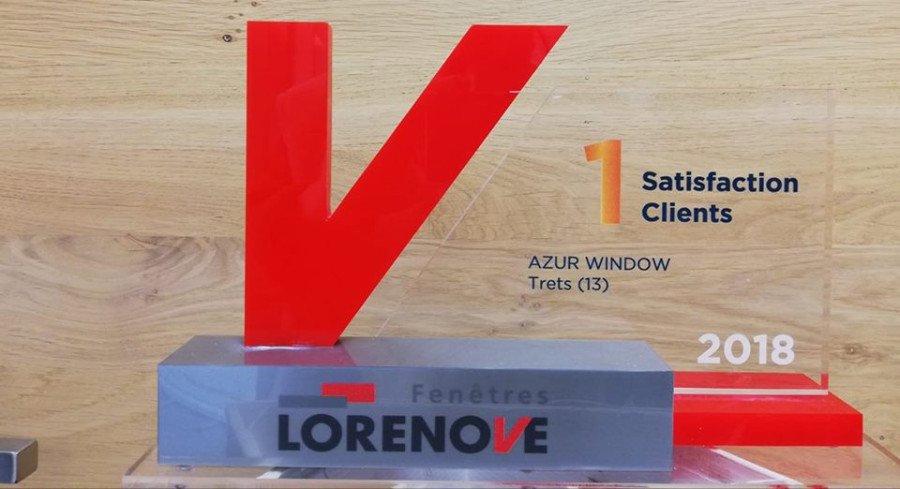 1
Satisfaction
Clients
AZUR WINDOW
Trets (13)
2018
Fenêtres
LORENOVE